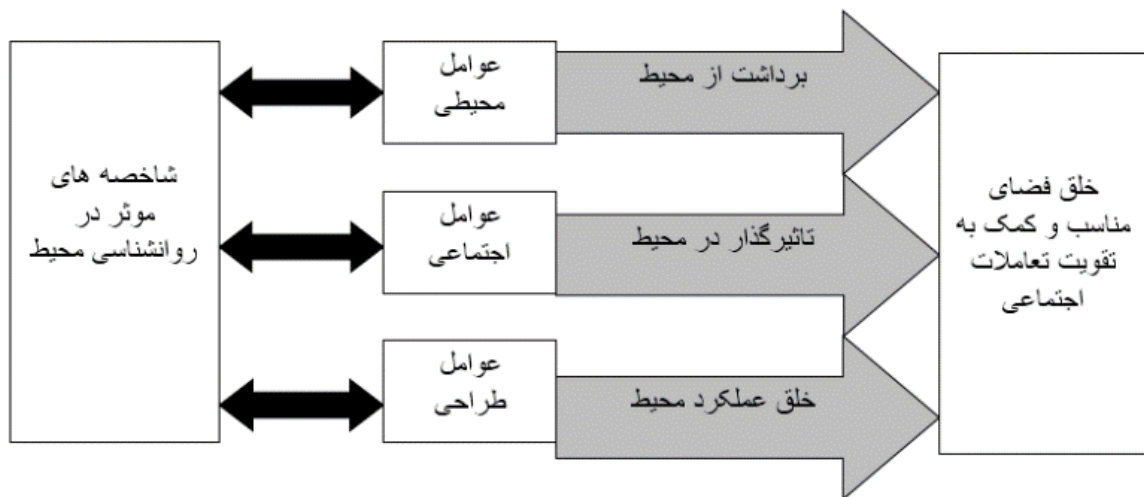 شاخصه های
موثر در
روانشناسی محیط
عوامل
محیطی
برداشت از محیط
عوامل
اجتماعی
تاثیرگذار در محیط
عوامل
طراحی
خلق عملکرد محیط
خلق فضای
مناسب و کمک به
تقویت تعاملات
اجتماعی